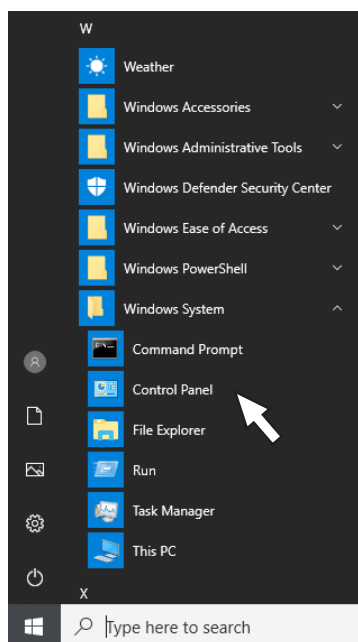 W
Weather
Windows Accessories
Windows Administrative Tools
Windows Defender Security Center
Windows Ease of Access
Windows PowerShell
Windows System
Command Prompt
Control Panel
File Explorer
Run
Task Manager
This PC
X
Type here to search